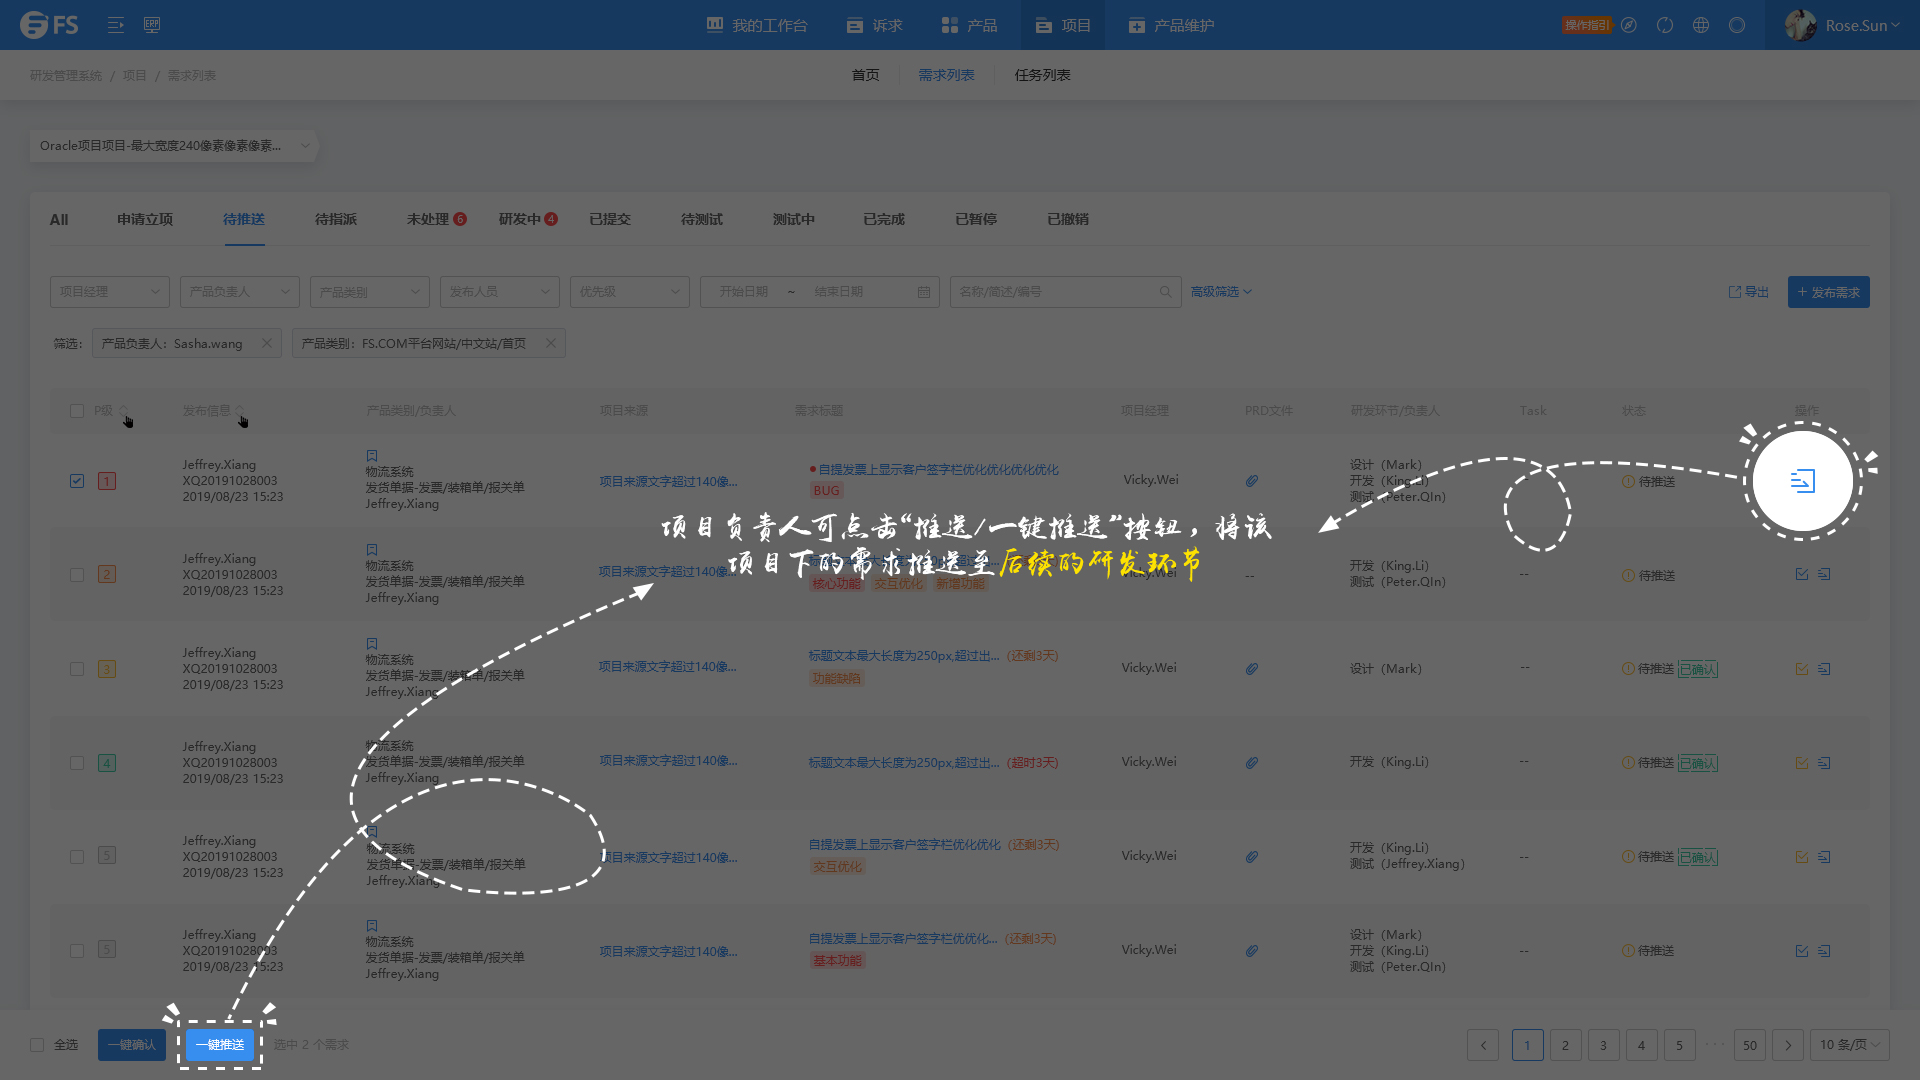 FS
ERP
我的工作台
诉求
产品
项目
产品维护
操作指引
Rose.Sun
研发管理系统 / 项目 / 需求列表
首页
需求列表
任务列表
Oracle项目项目-最大宽度240像素像素像素...
All
申请立项
待推送
待指派
未处理 6
研发中 4
已提交
待测试
测试中
已完成
已暂停
已撤销
项目经理
产品负责人
产品类别
发布人员
优先级
开始日期 ~ 结束日期
名称/简述/编号
高级筛选
导出
+ 发布需求
筛选:
产品负责人: Sasha.wang
产品类别: FS.COM平台网站/中文站/首页
P级
发布信息
产品类别/负责人
项目来源
需求标题
项目经理
PRD文件
研发环节/负责人
Task
状态
操作
1
Jeffrey.Xiang
XQ20191028003
2019/08/23 15:23
物流系统
发货单据-发票/装箱单/报关单
Jeffrey.Xiang
项目来源文字超过140像...
自提发票上显示客户签字栏优化优化优化优化
BUG
Vicky.Wei
设计（Mark）
开发（King.Li）
测试（Peter.QIn）
--
待推送
项目负责人可点击“推送/一键推送”按钮，将该
项目下的需求推送至后续的研发环节
2
Jeffrey.Xiang
XQ20191028003
2019/08/23 15:23
物流系统
发货单据-发票/装箱单/报关单
Jeffrey.Xiang
项目来源文字超过140像...
核心功能
交互优化
新增功能
Vicky.Wei
--
开发（King.Li）
测试（Peter.QIn）
--
待推送
3
Jeffrey.Xiang
XQ20191028003
2019/08/23 15:23
物流系统
发货单据-发票/装箱单/报关单
Jeffrey.Xiang
项目来源文字超过140像...
标题文本最大长度为250px,超过出... (还剩3天)
功能缺陷
Vicky.Wei
设计（Mark）
--
待推送 已确认
4
Jeffrey.Xiang
XQ20191028003
2019/08/23 15:23
物流系统
发货单据-发票/装箱单/报关单
Jeffrey.Xiang
项目来源文字超过140像...
标题文本最大长度为250px,超过出... (超时3天)
Vicky.Wei
开发（King.Li）
--
待推送 已确认
5
Jeffrey.Xiang
XQ20191028003
2019/08/23 15:23
物流系统
发货单据-发票/装箱单/报关单
Jeffrey.Xiang
项目来源文字超过140像...
自提发票上显示客户签字栏优化优化 (还剩3天)
交互优化
Vicky.Wei
开发（King.Li）
测试（Jeffrey.Xiang）
--
待推送 已确认
5
Jeffrey.Xiang
XQ20191028003
2019/08/23 15:23
物流系统
发货单据-发票/装箱单/报关单
Jeffrey.Xiang
项目来源文字超过140像...
自提发票上显示客户签字栏优优化... (还剩3天)
基本功能
Vicky.Wei
设计（Mark）
开发（King.Li）
测试（Peter.QIn）
--
待推送
全选
一键确认
一键推送
选中 2 个需求
1
2
3
4
5
···
50
10 条/页